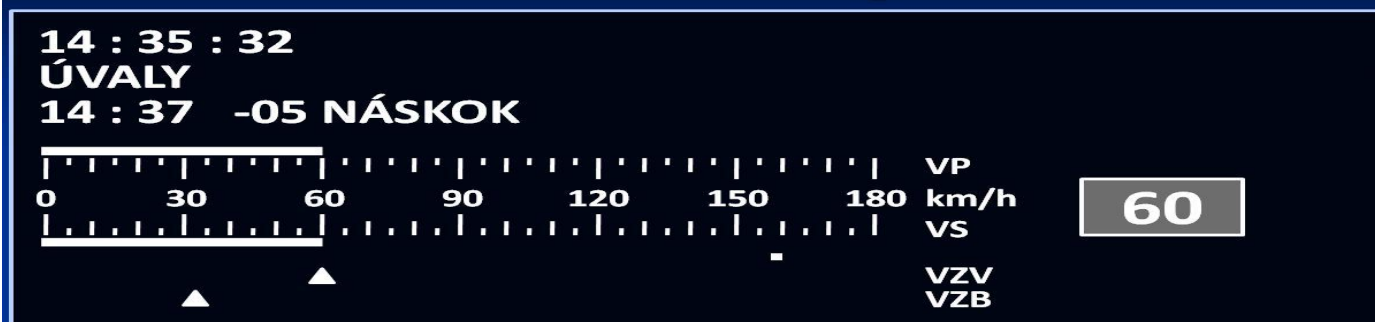 14 : 35 : 32
ÚVALY
14 : 37 -05 NÁSKOK
VP
0 30 60 90 120 150 180 km/h 60
VS
VZV
VZB